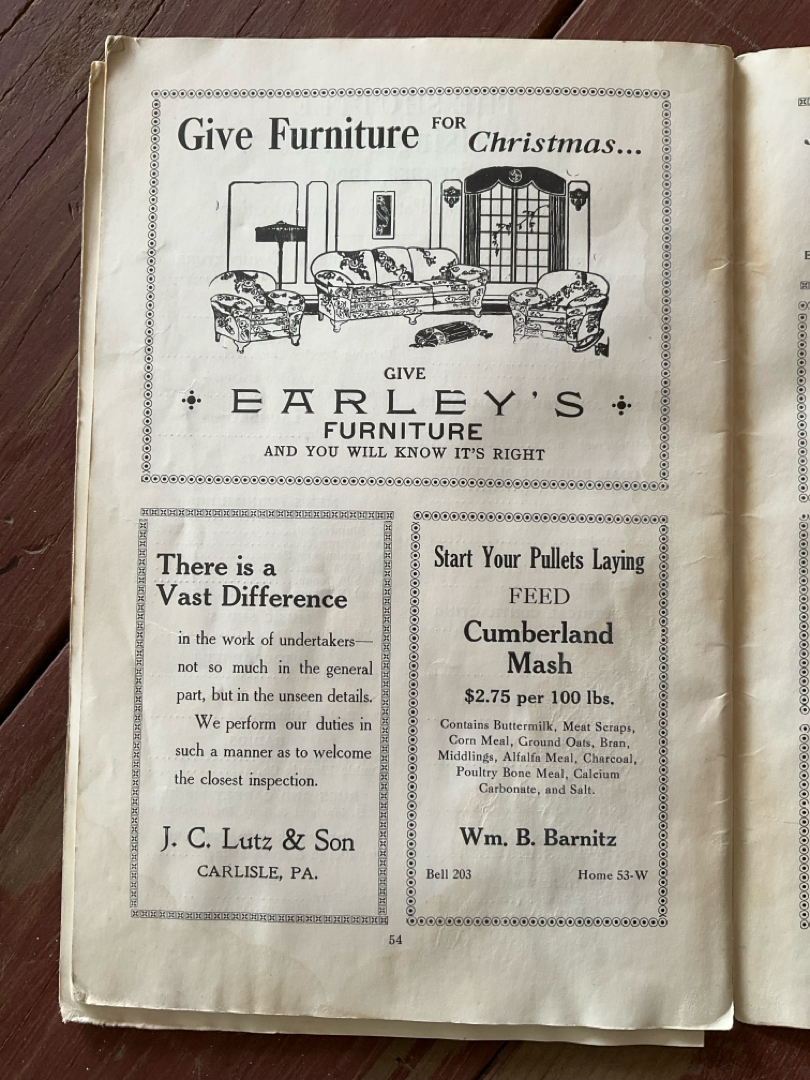 Give Furniture FOR Christmas...
GIVE
EARLEY'S
FURNITURE
AND YOU WILL KNOW IT'S RIGHT
There is a
Vast Difference
in the work of undertakers—
not so much in the general
part, but in the unseen details.
We perform our duties in
such a manner as to welcome
the closest inspection.
J. C. Lutz & Son
CARLISLE, PA.
Start Your Pullets Laying
FEED
Cumberland
Mash
$2.75 per 100 lbs.
Contains Buttermilk, Meat Scraps,
Corn Meal, Ground Oats, Bran,
Middlings, Alfalfa Meal, Charcoal,
Poultry Bone Meal, Calcium
Carbonate, and Salt.
Wm. B. Barnitz
Bell 203 Home 53-W
54